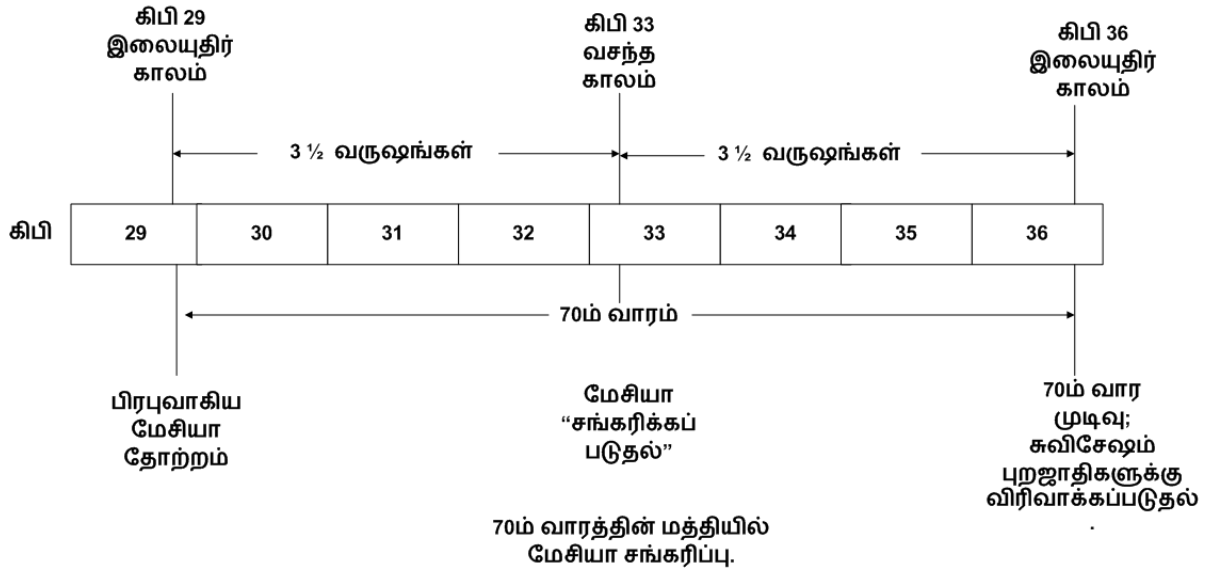 கிபி 29
இலையுதிர்
காலம்
கிபி 33
வசந்த
காலம்
கிபி 36
இலையுதிர்
காலம்
3 ½ வருஷங்கள்
3 ½ வருஷங்கள்
கிபி 29 30 31 32 33 34 35 36
70ம் வாரம்
பிரபுவாகிய
மேசியா
தோற்றம்
மேசியா
“சங்கரிக்கப்
படுதல்”
70ம் வார
முடிவு;
சுவிசேஷம்
புறஜாதிகளுக்கு
விரிவாக்கப்படுதல்
.
70ம் வாரத்தின் மத்தியில்
மேசியா சங்கரிப்பு.